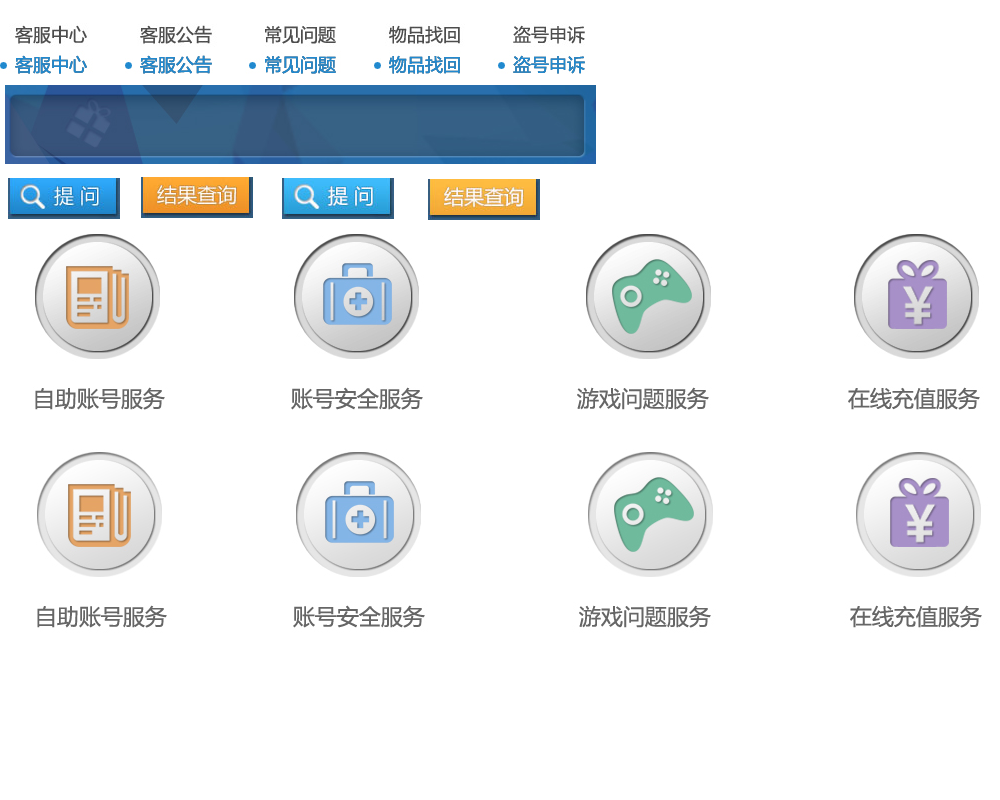 客服中心 客服公告 常见问题 物品找回 盗号申诉
• 客服中心 • 客服公告 • 常见问题 • 物品找回 • 盗号申诉
提 问 结果查询 提 问 结果查询
¥
自助账号服务 账号安全服务 游戏问题服务 在线充值服务
¥
自助账号服务 账号安全服务 游戏问题服务 在线充值服务